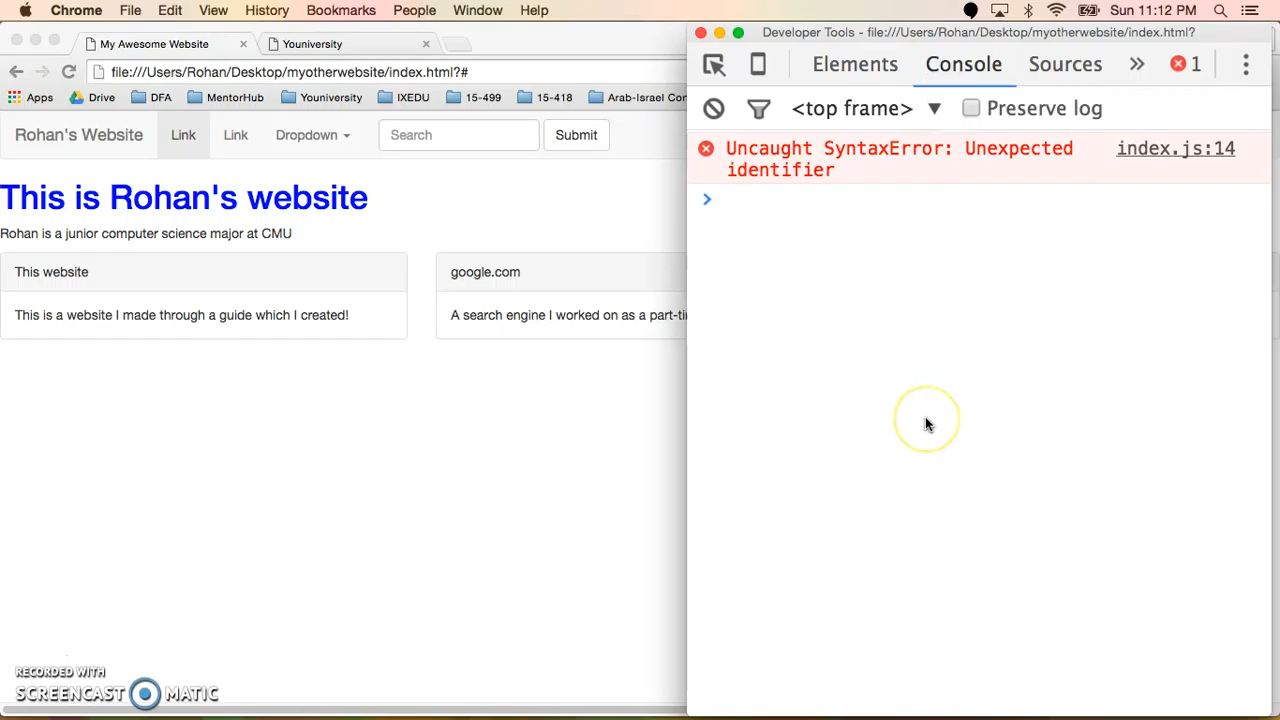 Chrome File Edit View History Bookmarks People Window Help Sun 11:12 PM
My Awesome Website Youniversity
file:///Users/Rohan/Desktop/myotherwebsite/index.html?#
Apps Drive DFA MentorHub Youniversity IXEDU 15-499 15-418 Arab-Israel Con
Rohan's Website Link Link Dropdown Search Submit
This is Rohan's website
Rohan is a junior computer science major at CMU
This website google.com
This is a website I made through a guide which I created! A search engine I worked on as a part-ti
Developer Tools - file:///Users/Rohan/Desktop/myotherwebsite/index.html?
Elements Console Sources » 1
<top frame> ▼ Preserve log
Uncaught SyntaxError: Unexpected index.js:14
identifier
RECORDED WITH
SCREENCAST MATIC